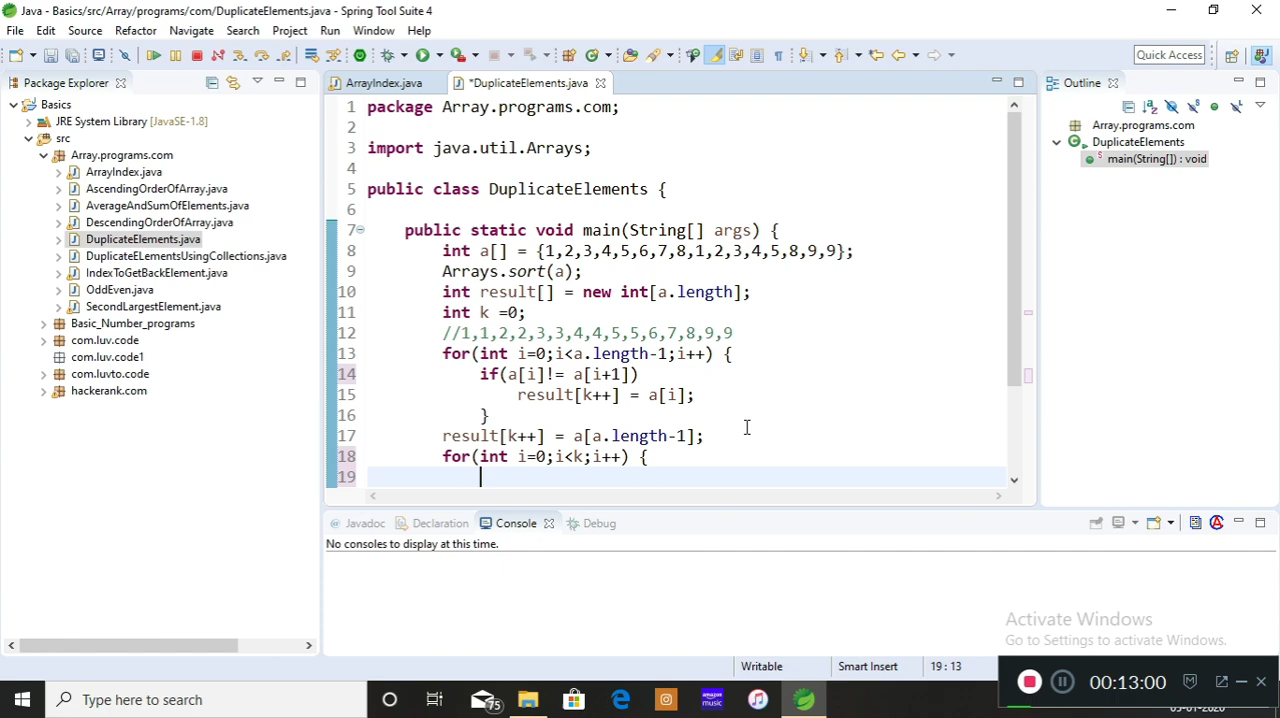 Java - Basics/src/Array/programs/com/DuplicateElements.java - Spring Tool Suite 4
File Edit Source Refactor Navigate Search Project Run Window Help
Quick Access
Package Explorer
ArrayIndex.java
*DuplicateElements.java
Outline
Basics
JRE System Library [JavaSE-1.8]
src
Array.programs.com
ArrayIndex.java
AscendingOrderOfArray.java
AverageAndSumOfElements.java
DescendingOrderOfArray.java
DuplicateElements.java
DuplicateELementsUsingCollections.java
IndexToGetBackElement.java
OddEven.java
SecondLargestElement.java
Basic_Number_programs
com.luv.code
com.luv.code1
com.luvto.code
hackerank.com
1 package Array.programs.com;
2
3 import java.util.Arrays;
4
5 public class DuplicateElements {
6
7 public static void main(String[] args) {
8 int a[] = {1,2,3,4,5,6,7,8,1,2,3,4,5,8,9,9};
9 Arrays.sort(a);
10 int result[] = new int[a.length];
11 int k =0;
12 //1,1,2,2,3,3,4,4,5,5,6,7,8,9,9
13 for(int i=0;i<a.length-1;i++) {
14 if(a[i]!= a[i+1])
15 result[k++] = a[i];
16 }
17 result[k++] = a[a.length-1];
18 for(int i=0;i<k;i++) {
19
Array.programs.com
DuplicateElements
main(String[]) : void
Javadoc Declaration Console Debug
No consoles to display at this time.
Activate Windows
Go to Settings to activate Windows.
Writable Smart Insert 19 : 13
00:13:00
Type here to search
75
amazon music